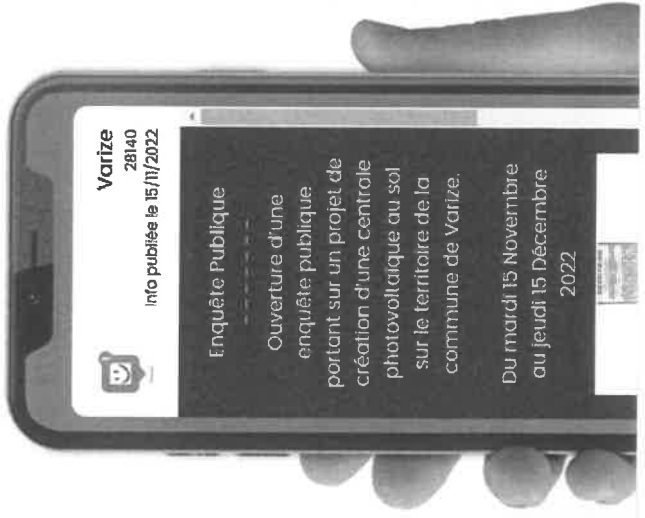 Varize
28140
Info publiée le 15/11/2022
Enquête Publique
-------
Ouverture d'une
enquête publique
portant sur un projet de
création d'une centrale
photovoltaïque au sol
sur le territoire de la
commune de Varize.
Du mardi 15 Novembre
au jeudi 15 Décembre
2022